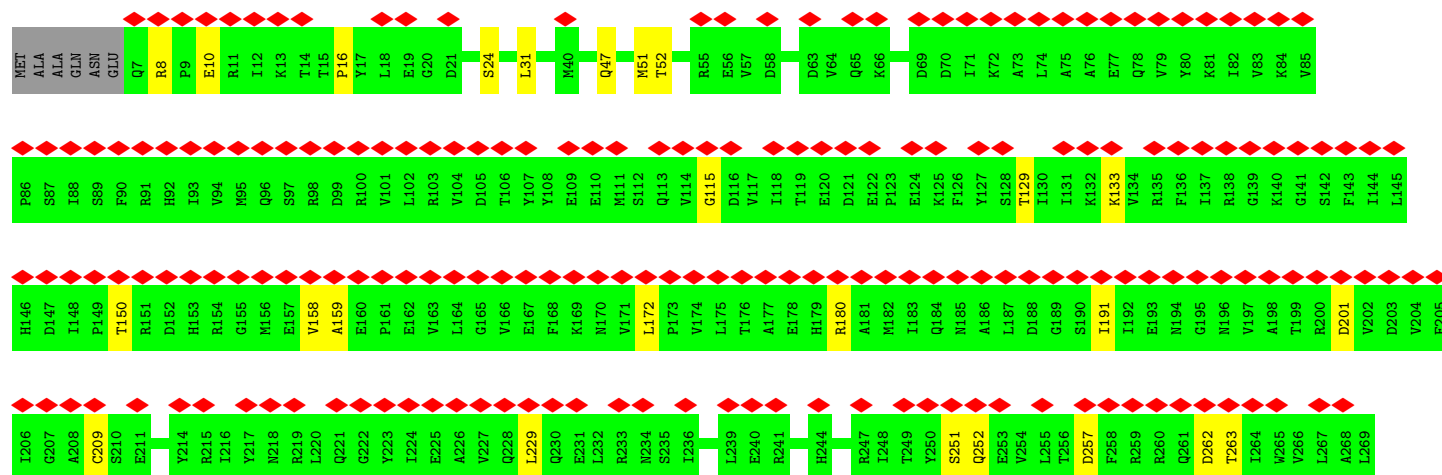 MET ALA ALA GLN ASN GLU Q7 R8 P9 E10 R11 I12 K13 T14 T15 P16 Y17 L18 E19 G20 D21 S24 L31 M40 Q47 M51 T52 R55 E56 V57 D58 D63 V64 Q65 K66 D69 D70 I71 K72 A73 L74 A75 A76 E77 Q78 V79 Y80 K81 I82 V83 K84 V85
P86 S87 I88 S89 F90 R91 H92 I93 V94 M95 Q96 S97 R98 D99 R100 V101 L102 R103 V104 D105 T106 Y107 Y108 E109 E110 M111 S112 Q113 V114 G115 D116 V117 I118 T119 E120 D121 E122 P123 E124 K125 F126 Y127 S128 T129 I130 I131 K132 K133 V134 R135 F136 I137 R138 G139 K140 G141 S142 F143 I144 L145
H146 D147 I148 P149 T150 R151 D152 H153 R154 G155 M156 E157 V158 A159 E160 P161 E162 V163 L164 G165 V166 E167 F168 K169 N170 V171 L172 P173 V174 L175 T176 A177 E178 H179 R180 A181 M182 I183 Q184 N185 A186 L187 D188 G189 S190 I191 I192 E193 N194 G195 N196 V197 A198 T199 R200 D201 V202 D203 V204 F205
I206 G207 A208 C209 S210 E211 Y214 R215 I216 Y217 N218 R219 L220 Q221 G222 Y223 I224 E225 A226 V227 Q228 L229 Q230 E231 L232 R233 N234 S235 I236 L239 E240 R241 H244 R247 I248 T249 Y250 S251 Q252 E253 V254 L255 T256 D257 F258 R259 R260 Q261 D262 T263 I264 W265 V266 L267 A268 L269